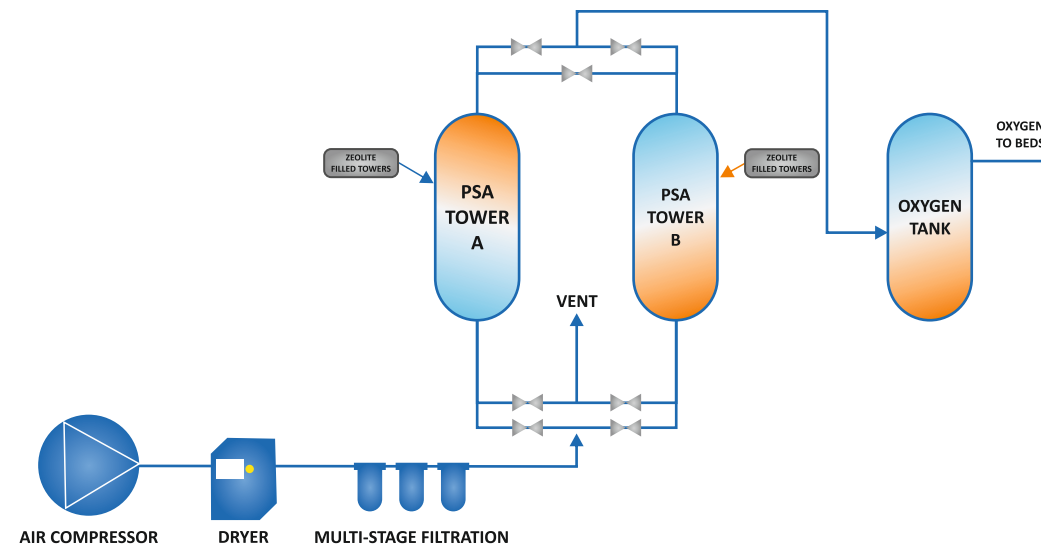 OXYGEN
TO BEDS
ZEOLITE
FILLED TOWERS
ZEOLITE
FILLED TOWERS
PSA
TOWER
A
PSA
TOWER
B
OXYGEN
TANK
VENT
AIR COMPRESSOR
DRYER
MULTI-STAGE FILTRATION